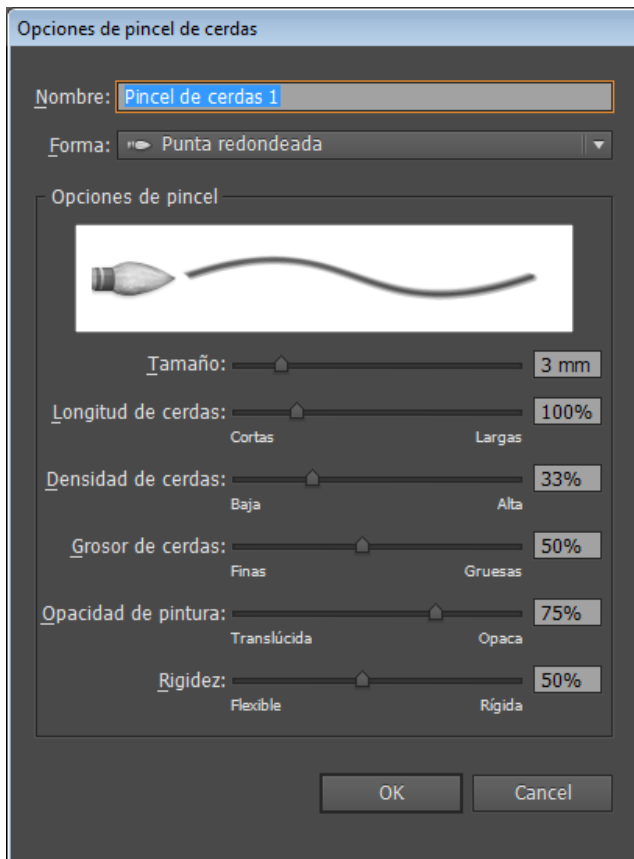 Opciones de pincel de cerdas
Nombre: Pincel de cerdas 1
Forma: Punta redondeada
Opciones de pincel
Tamaño: 3 mm
Longitud de cerdas: 100%
Cortas Largas
Densidad de cerdas: 33%
Baja Alta
Grosor de cerdas: 50%
Finas Gruesas
Opacidad de pintura: 75%
Translúcida Opaca
Rigidez: 50%
Flexible Rígida
OK Cancel